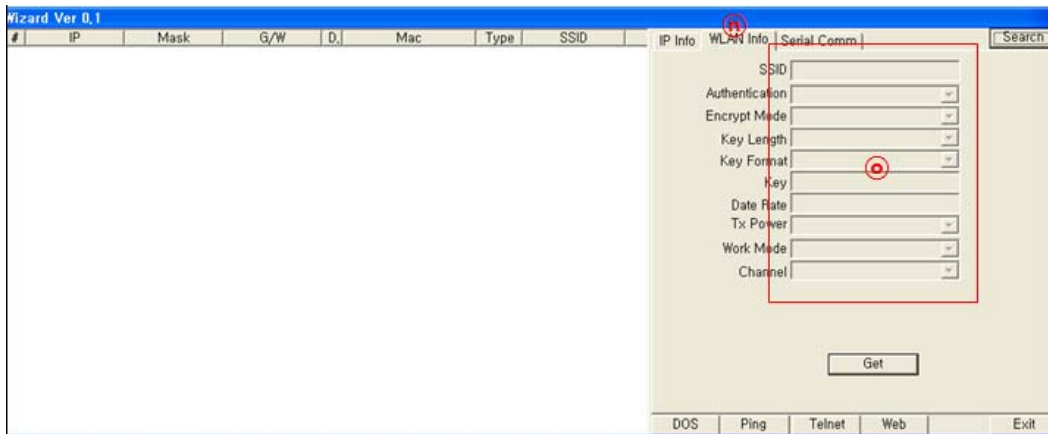 Wizard Ver 0,1
# IP Mask G/W D, Mac Type SSID
IP Info WLAN Info Serial Comm Search
ⓝ
SSID
Authentication
Encrypt Mode
Key Length
Key Format
ⓞ
Key
Date Rate
Tx Power
Work Mode
Channel
Get
DOS Ping Telnet Web Exit